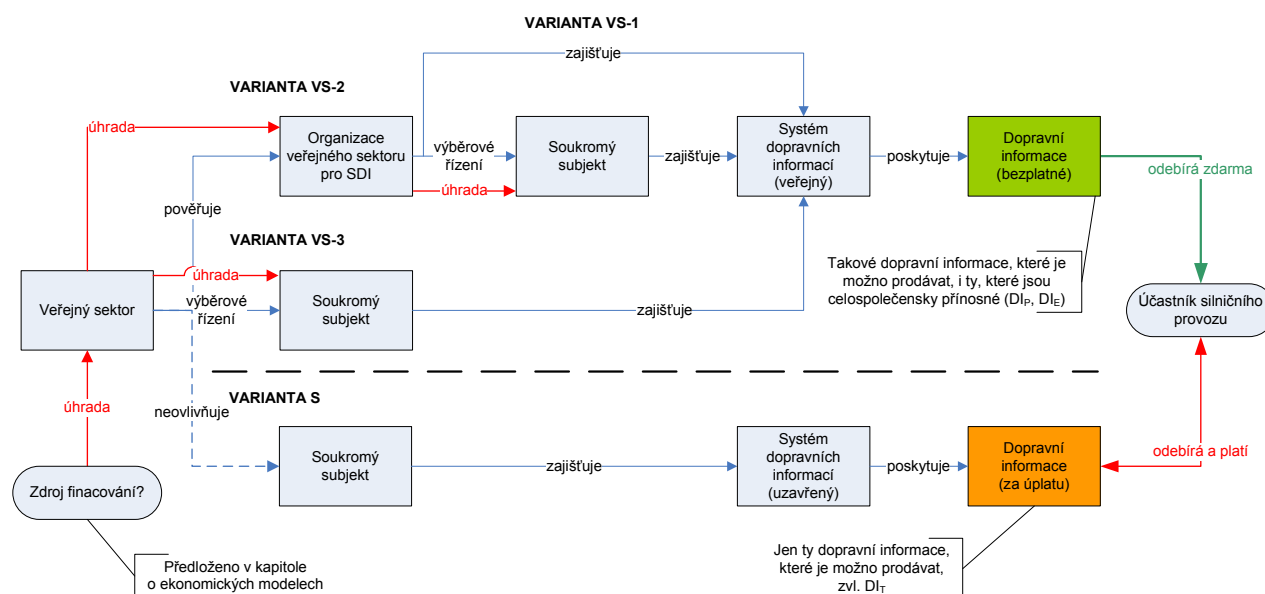 VARIANTA VS-1
zajišťuje
VARIANTA VS-2
úhrada
Organizace
veřejného sektoru
pro SDI
výběrové
řízení
úhrada
Soukromý
subjekt
zajišťuje
Systém
dopravních
informací
(veřejný)
poskytuje
Dopravní
informace
(bezplatné)
odebírá zdarma
pověřuje
VARIANTA VS-3
úhrada
Veřejný sektor
výběrové
řízení
Soukromý
subjekt
zajišťuje
Takové dopravní informace, které je
možno prodávat, i ty, které jsou
celospolečensky přínosné (DIP, DIE)
Účastník silničního
provozu
úhrada
neovlivňuje
VARIANTA S
Soukromý
subjekt
zajišťuje
Systém
dopravních
informací
(uzavřený)
poskytuje
Dopravní
informace
(za úplatu)
odebírá a platí
Zdroj finacování?
Předloženo v kapitole
o ekonomických modelech
Jen ty dopravní informace,
které je možno prodávat,
zvl. DIT